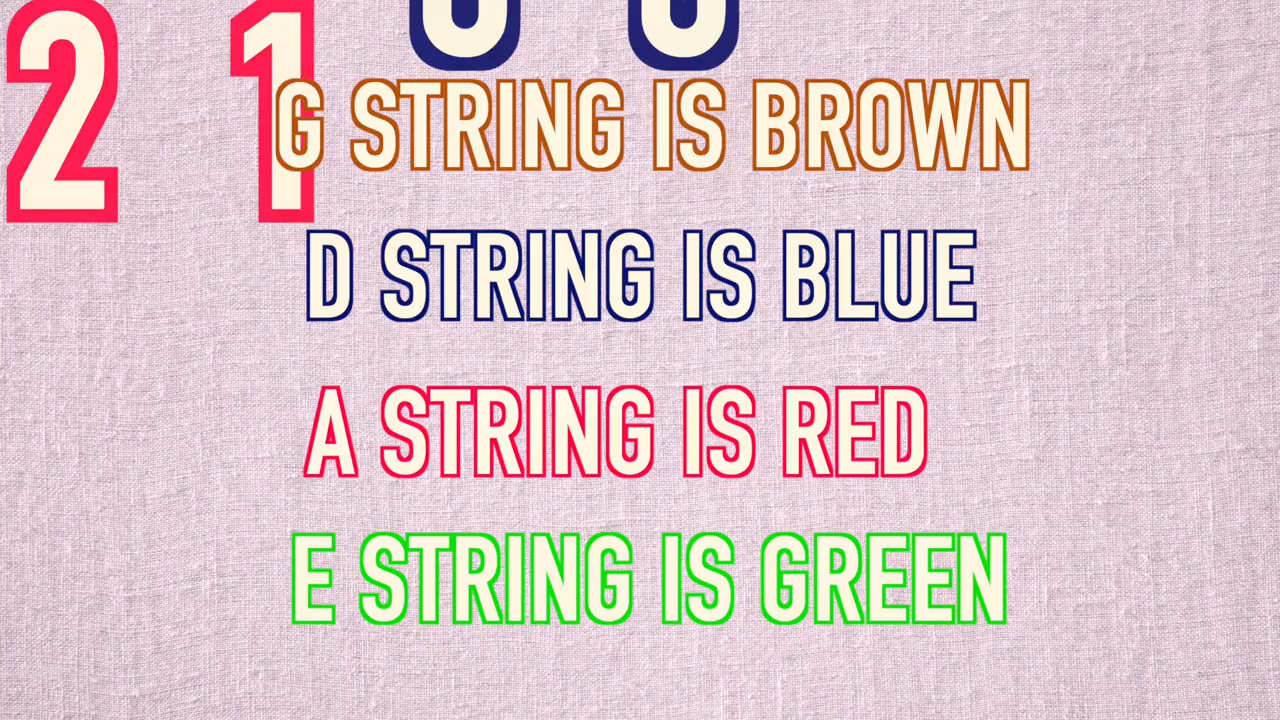 2 1
G STRING IS BROWN
D STRING IS BLUE
A STRING IS RED
E STRING IS GREEN